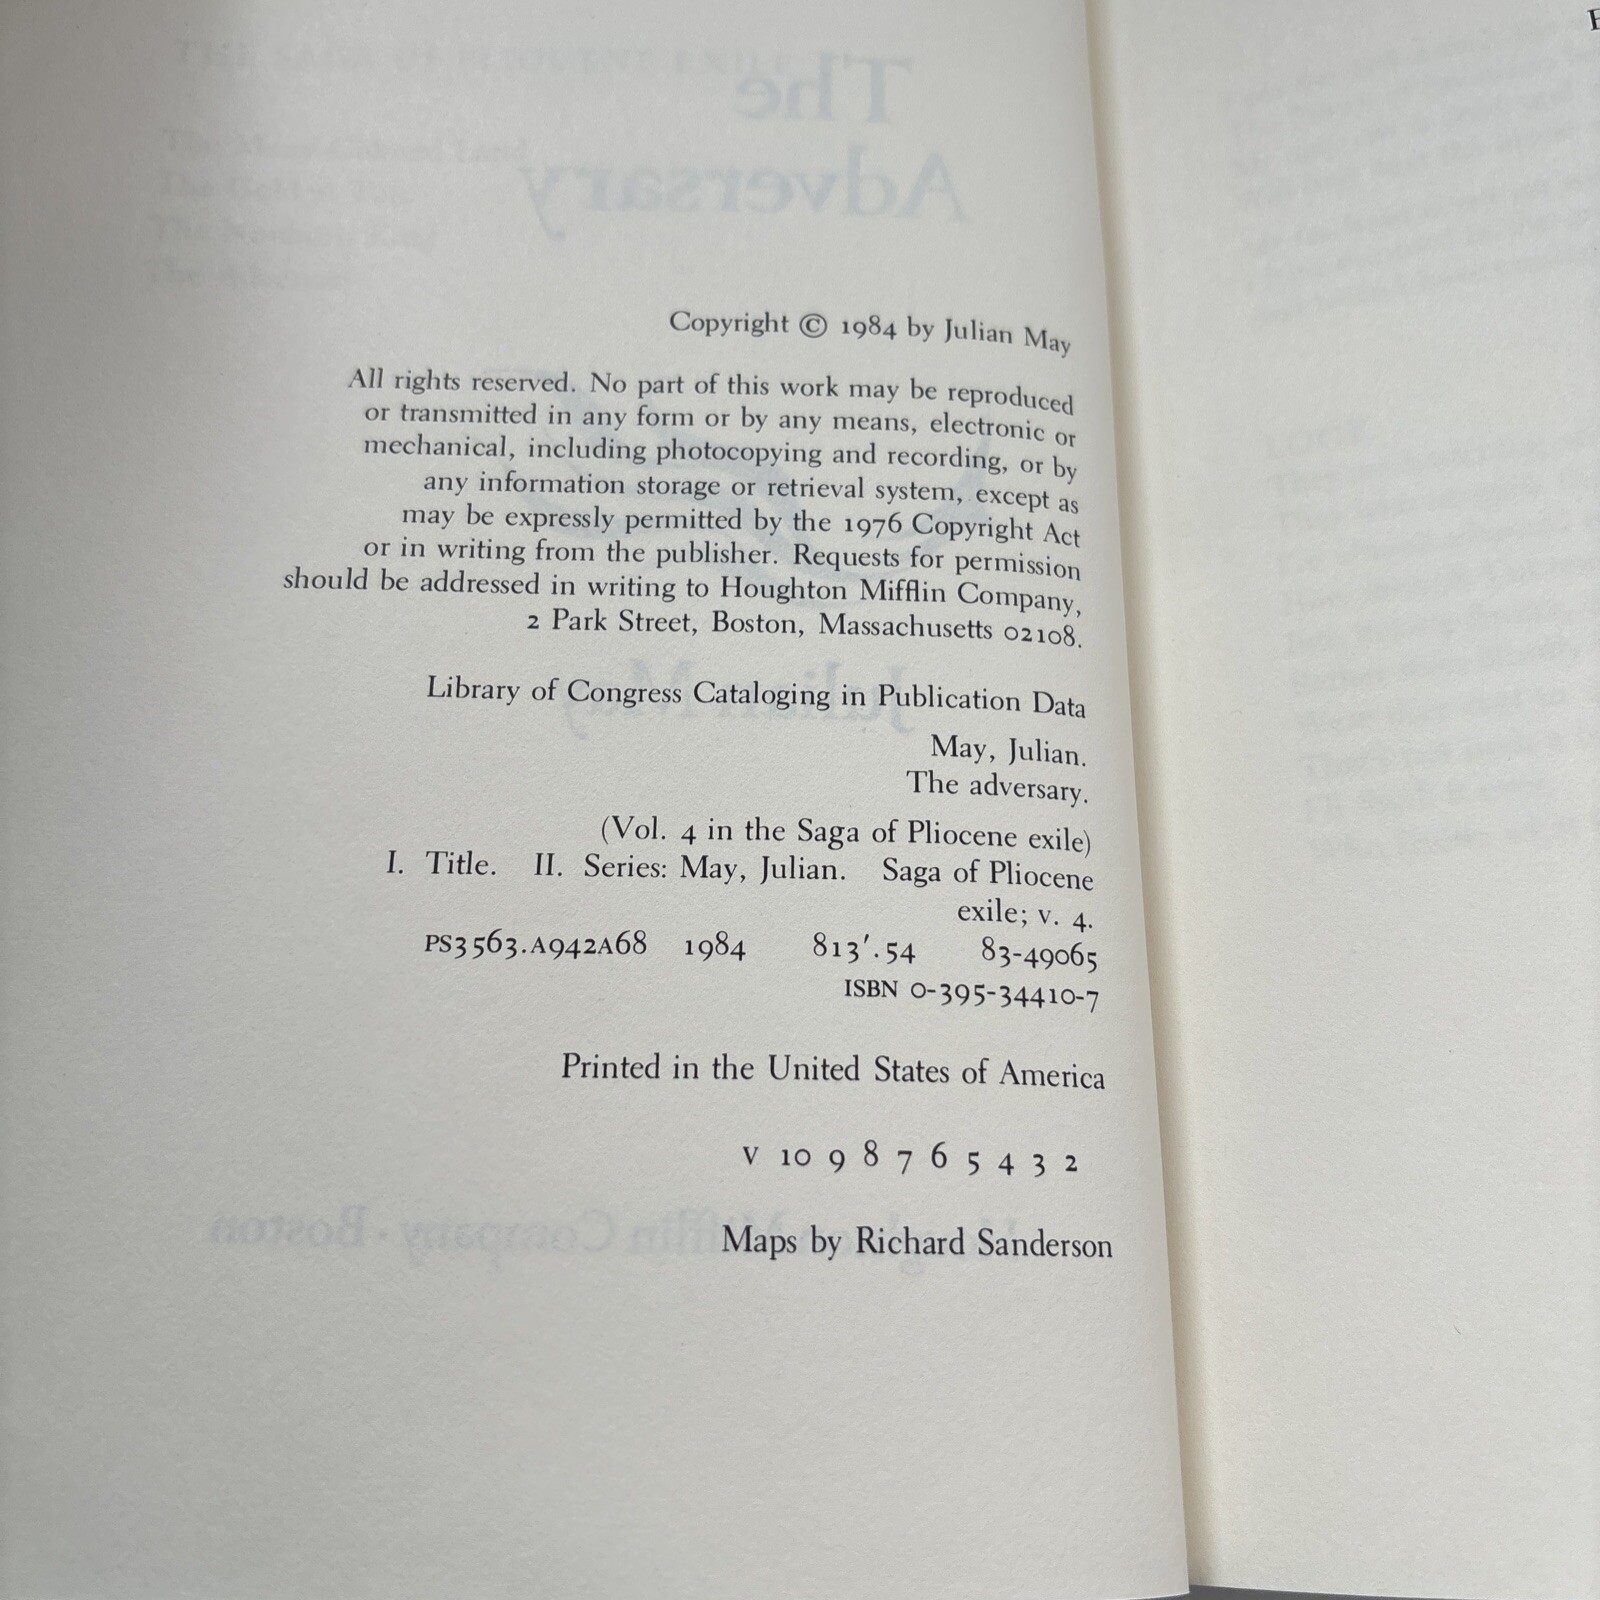 Copyright © 1984 by Julian May
All rights reserved. No part of this work may be reproduced
or transmitted in any form or by any means, electronic or
mechanical, including photocopying and recording, or by
any information storage or retrieval system, except as
may be expressly permitted by the 1976 Copyright Act
or in writing from the publisher. Requests for permission
should be addressed in writing to Houghton Mifflin Company,
2 Park Street, Boston, Massachusetts 02108.
Library of Congress Cataloging in Publication Data
May, Julian.
The adversary.
(Vol. 4 in the Saga of Pliocene exile)
I. Title. II. Series: May, Julian. Saga of Pliocene
exile; v. 4.
PS3563.A942A68 1984 813'.54 83-49065
ISBN 0-395-34410-7
Printed in the United States of America
V 10 9 8 7 6 5 4 3 2
Maps by Richard Sanderson